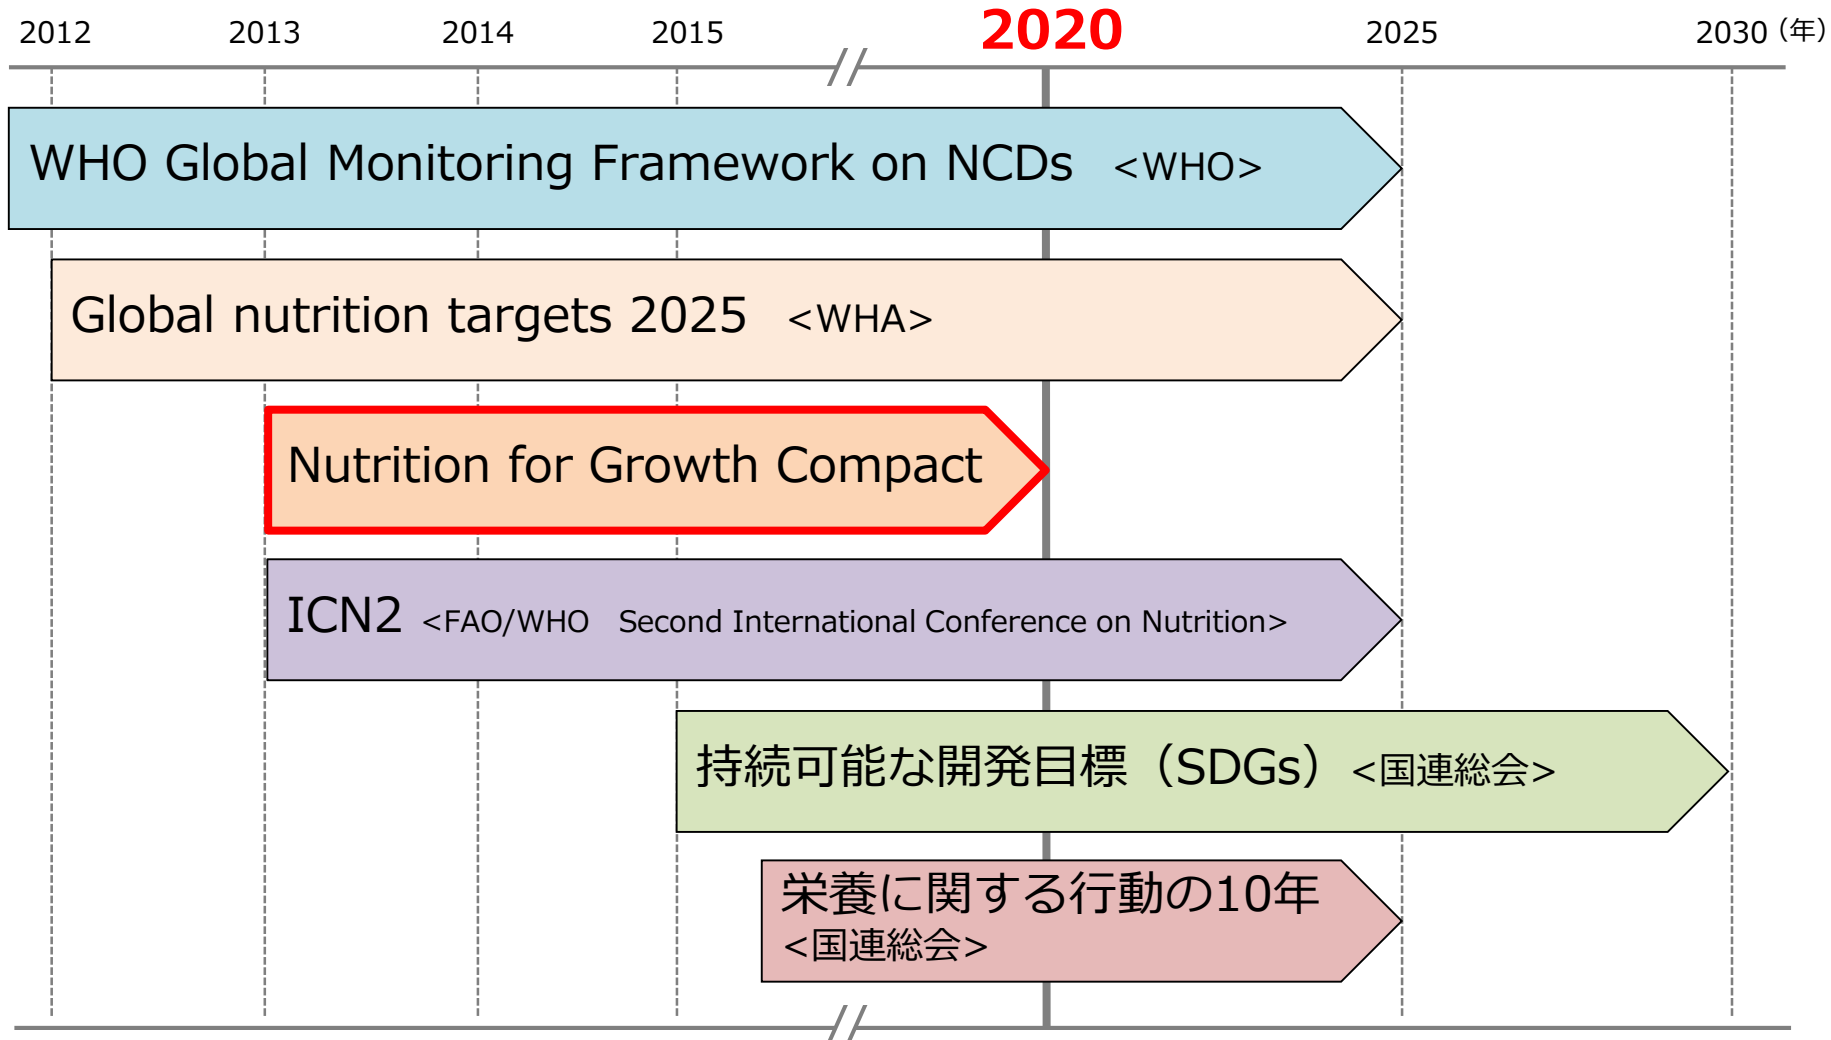 2012 2013 2014 2015 2020 2025 2030（年）
WHO Global Monitoring Framework on NCDs <WHO>
Global nutrition targets 2025 <WHA>
Nutrition for Growth Compact
ICN2 <FAO/WHO　Second International Conference on Nutrition>
持続可能な開発目標（SDGs）<国連総会>
栄養に関する行動の10年
<国連総会>